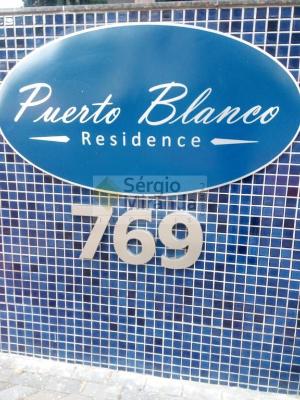 Puerto Blanco
Residence
Sérgio
Miranda
769